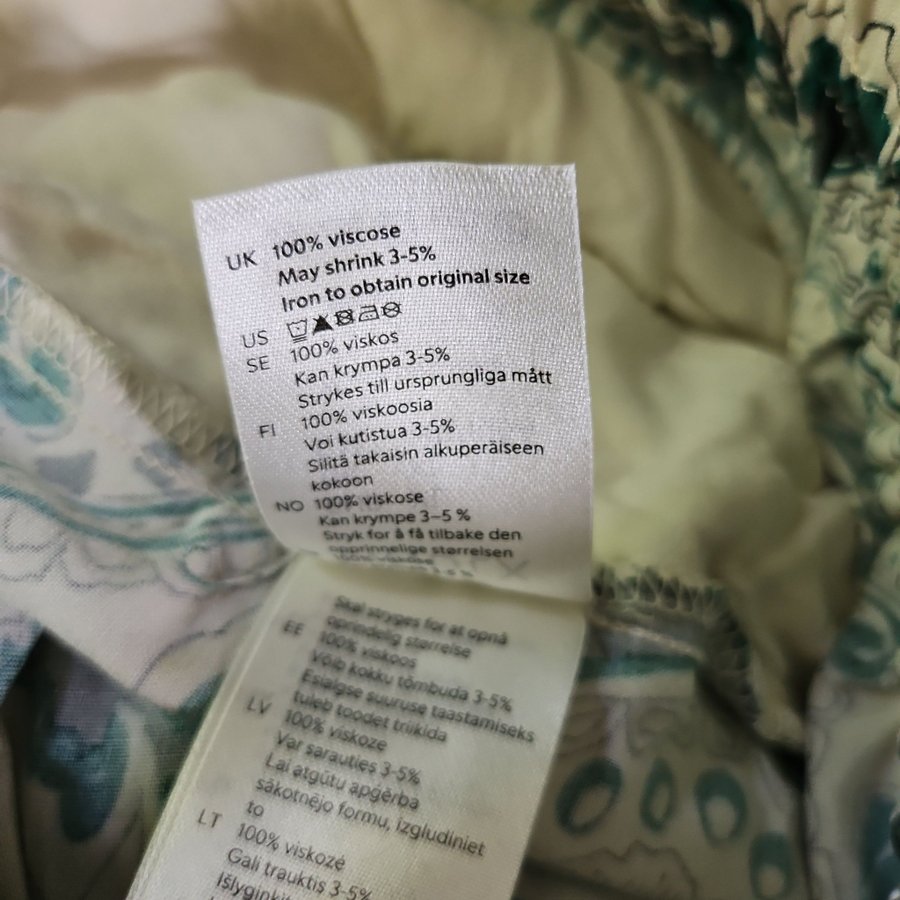 UK 100% viscose
May shrink 3-5%
Iron to obtain original size
US
SE 100% viskos
Kan krympa 3-5%
Strykes till ursprungliga mått
FI 100% viskoosia
Voi kutistua 3-5%
Silitä takaisin alkuperäiseen
kokoon
NO 100% viskose
Kan krympe 3–5 %
Stryk for å få tilbake den
opprinnelige størrelsen
100% viskose
Skal stryges for at opnå
oprindelig størrelse
EE 100% viskoos
Võib kokku tõmbuda 3-5%
Esialgse suuruse taastamiseks
tuleb toodet triikida
LV 100% viskoze
Var sarauties 3-5%
Lai atgūtu apģērba
sākotnējo formu, izgludiniet
to
LT 100% viskozė
Gali trauktis 3-5%